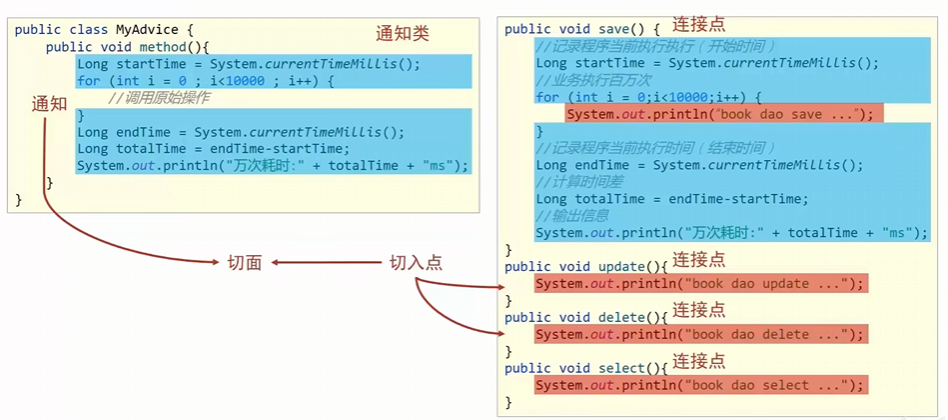 public class MyAdvice {
通知类
public void method(){
Long startTime = System.currentTimeMillis();
for (int i = 0 ; i<10000 ; i++) {
//调用原始操作
}
Long endTime = System.currentTimeMillis();
Long totalTime = endTime-startTime;
System.out.println("万次耗时:" + totalTime + "ms");
}
}
通知
切面
切入点
public void save() {
连接点
//记录程序当前执行执行（开始时间）
Long startTime = System.currentTimeMillis();
//业务执行百万次
for (int i = 0;i<10000;i++) {
System.out.println("book dao save ...");
}
//记录程序当前执行时间（结束时间）
Long endTime = System.currentTimeMillis();
//计算时间差
Long totalTime = endTime-startTime;
//输出信息
System.out.println("万次耗时:" + totalTime + "ms");
}
public void update(){
连接点
System.out.println("book dao update ...");
}
public void delete(){
连接点
System.out.println("book dao delete ...");
}
public void select(){
连接点
System.out.println("book dao select ...");
}